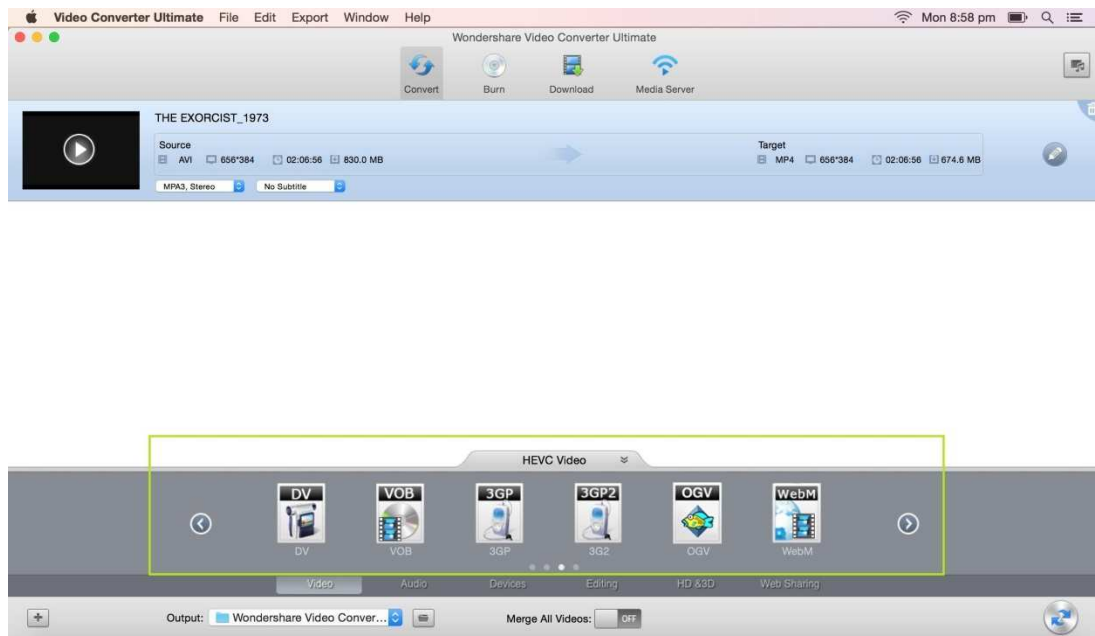 Video Converter Ultimate File Edit Export Window Help Mon 8:58 pm
Wondershare Video Converter Ultimate
Convert Burn Download Media Server
THE EXORCIST_1973
Source Target
AVI 656*384 02:06:56 830.0 MB MP4 656*384 02:06:56 674.6 MB
MPA3, Stereo No Subtitle
HEVC Video
DV VOB 3GP 3GP2 OGV WebM
DV VOB 3GP 3G2 OGV WebM
Video Audio Devices Editing HD &3D Web Sharing
Output: Wondershare Video Conver... Merge All Videos: OFF